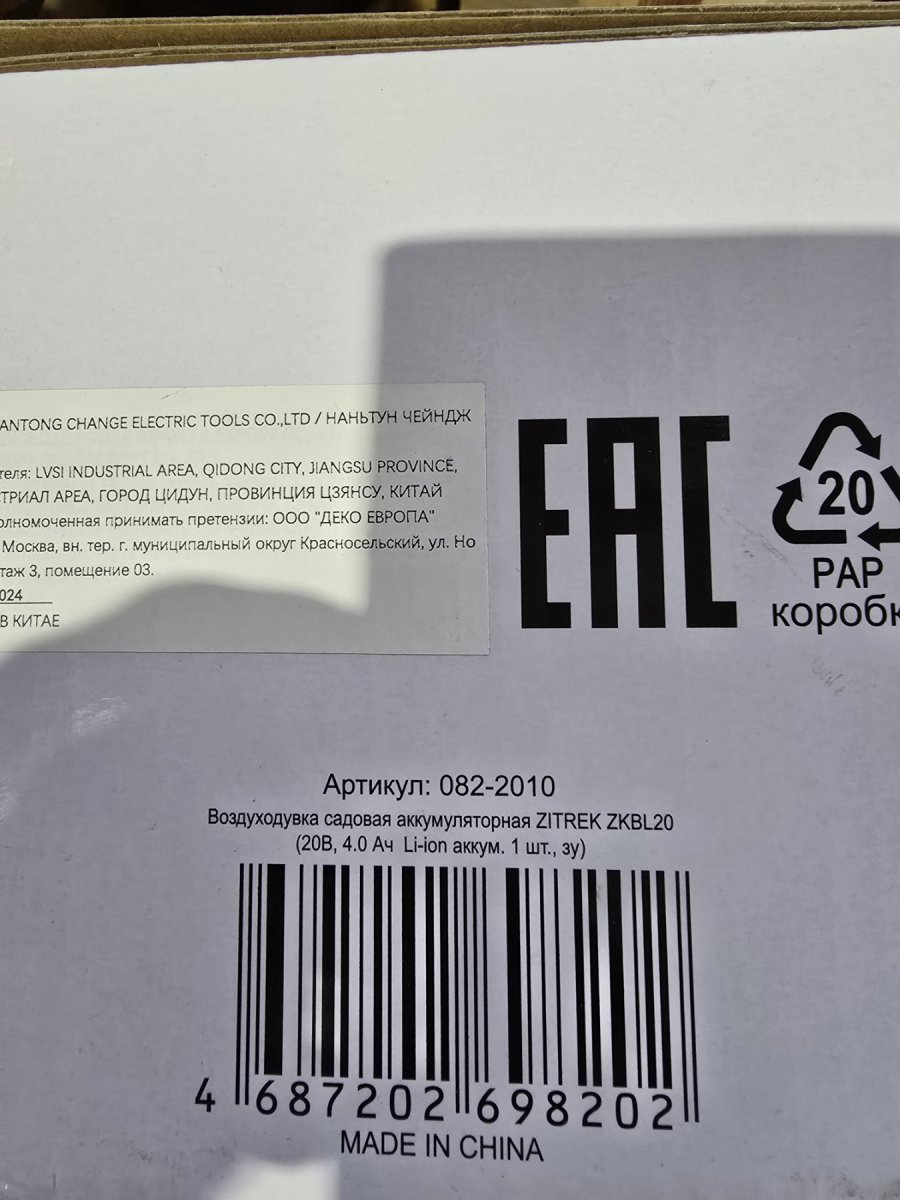 ANTONG CHANGE ELECTRIC TOOLS CO.,LTD / НАНЬТУН ЧЕЙНДЖ
теля: LVSI INDUSTRIAL AREA, QIDONG CITY, JIANGSU PROVINCE,
СТРИАЛ АРЕА, ГОРОД ЦИДУН, ПРОВИНЦИЯ ЦЗЯНСУ, КИТАЙ
олномоченная принимать претензии: ООО "ДЕКО ЕВРОПА"
Москва, вн. тер. г. муниципальный округ Красносельский, ул. Но
таж 3, помещение 03.
024
В КИТАЕ
EAC
20
PAP
коробк
Артикул: 082-2010
Воздуходувка садовая аккумуляторная ZITREK ZKBL20
(20В, 4.0 Ач Li-ion аккум. 1 шт., зу)
4 687202 698202
MADE IN CHINA